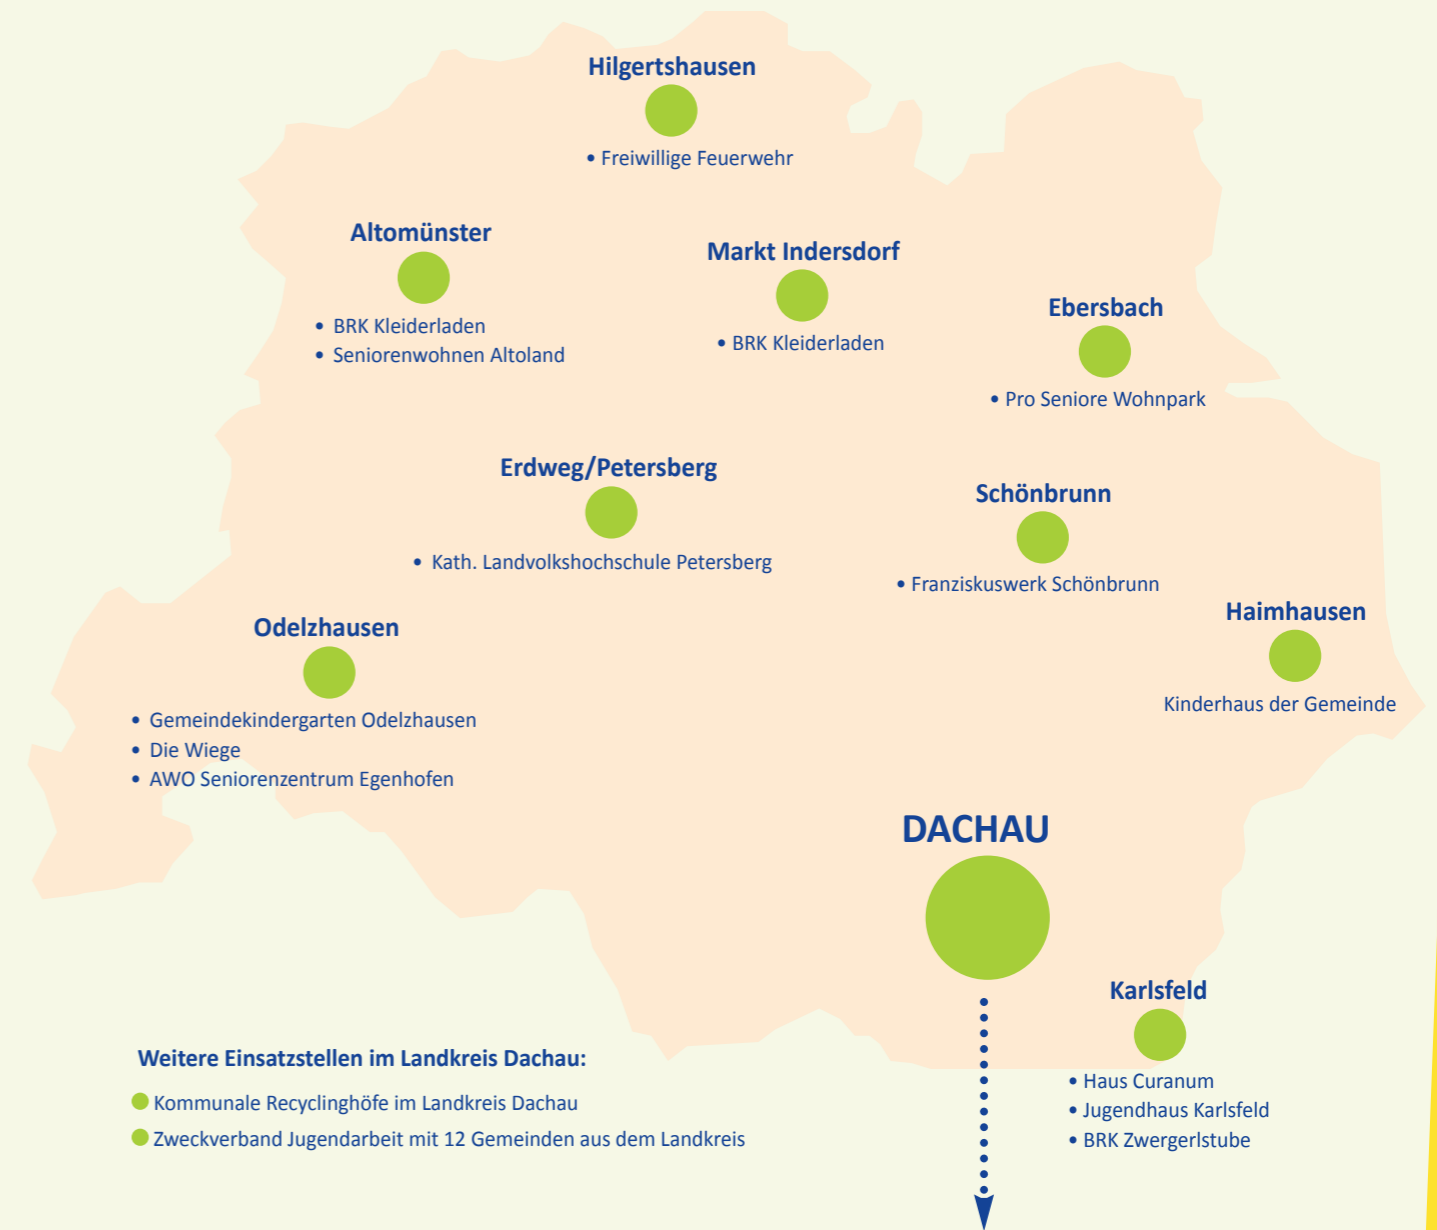 Hilgertshausen
• Freiwillige Feuerwehr
Altomünster
• BRK Kleiderladen
• Seniorenwohnen Altoland
Markt Indersdorf
• BRK Kleiderladen
Ebersbach
• Pro Seniore Wohnpark
Erdweg/Petersberg
• Kath. Landvolkshochschule Petersberg
Schönbrunn
• Franziskuswerk Schönbrunn
Haimhausen
Kinderhaus der Gemeinde
Odelzhausen
• Gemeindekindergarten Odelzhausen
• Die Wiege
• AWO Seniorenzentrum Egenhofen
DACHAU
Karlsfeld
• Haus Curanum
• Jugendhaus Karlsfeld
• BRK Zwergerlstube
Weitere Einsatzstellen im Landkreis Dachau:
Kommunale Recyclinghöfe im Landkreis Dachau
Zweckverband Jugendarbeit mit 12 Gemeinden aus dem Landkreis